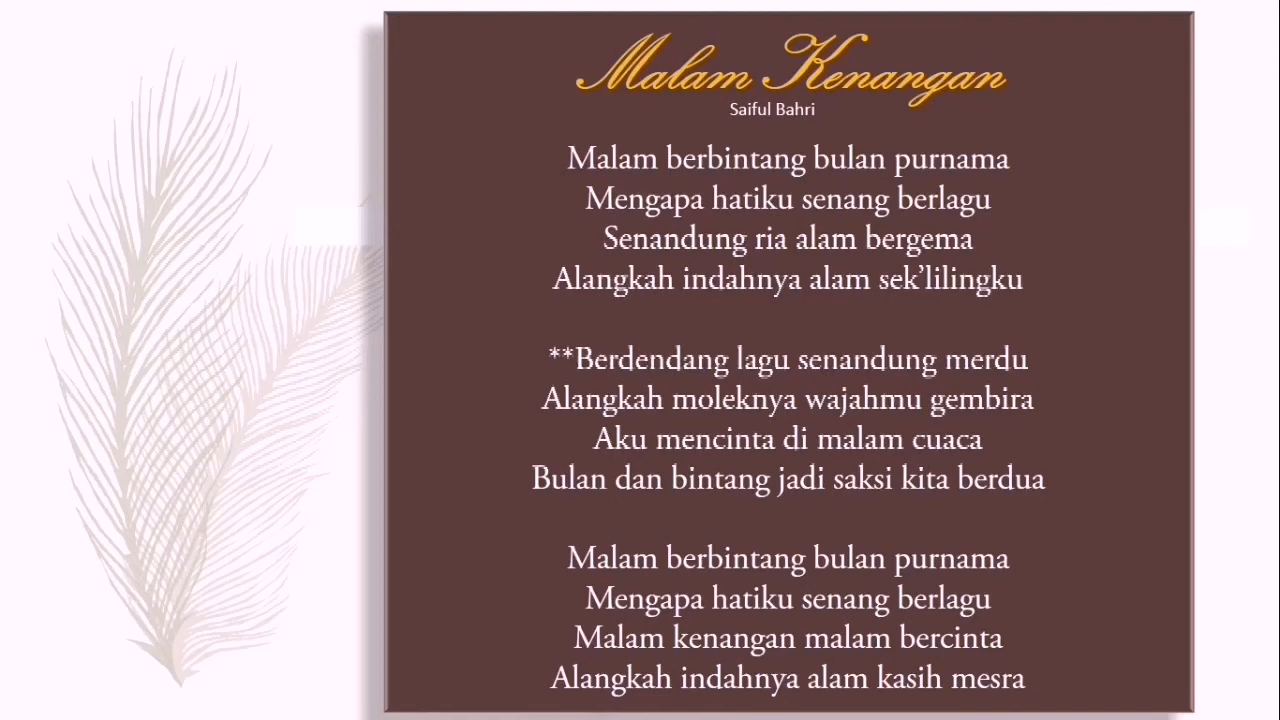 Malam Kenangan
Saiful Bahri
Malam berbintang bulan purnama
Mengapa hatiku senang berlagu
Senandung ria alam bergema
Alangkah indahnya alam sek’lilingku
**Berdendang lagu senandung merdu
Alangkah moleknya wajahmu gembira
Aku mencinta di malam cuaca
Bulan dan bintang jadi saksi kita berdua
Malam berbintang bulan purnama
Mengapa hatiku senang berlagu
Malam kenangan malam bercinta
Alangkah indahnya alam kasih mesra